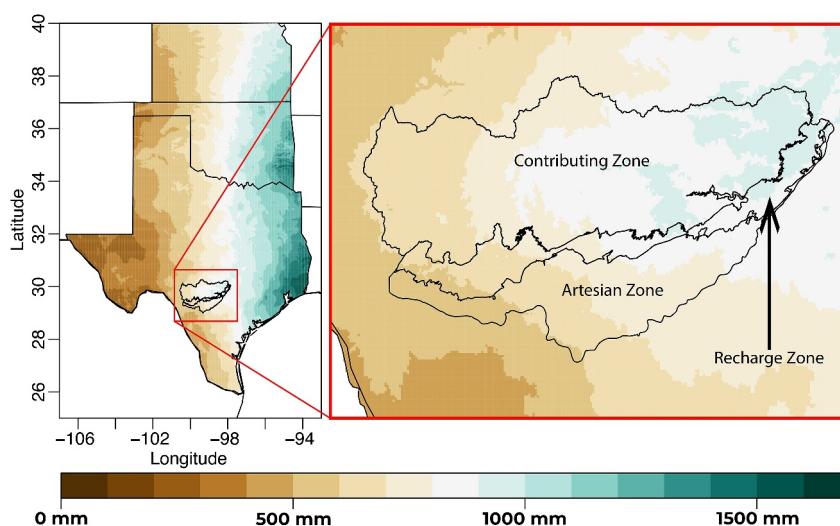 40
38
36
34
32
30
28
26
Latitude
−106
−102
−98
−94
Longitude
Contributing Zone
Artesian Zone
Recharge Zone
0 mm
500 mm
1000 mm
1500 mm